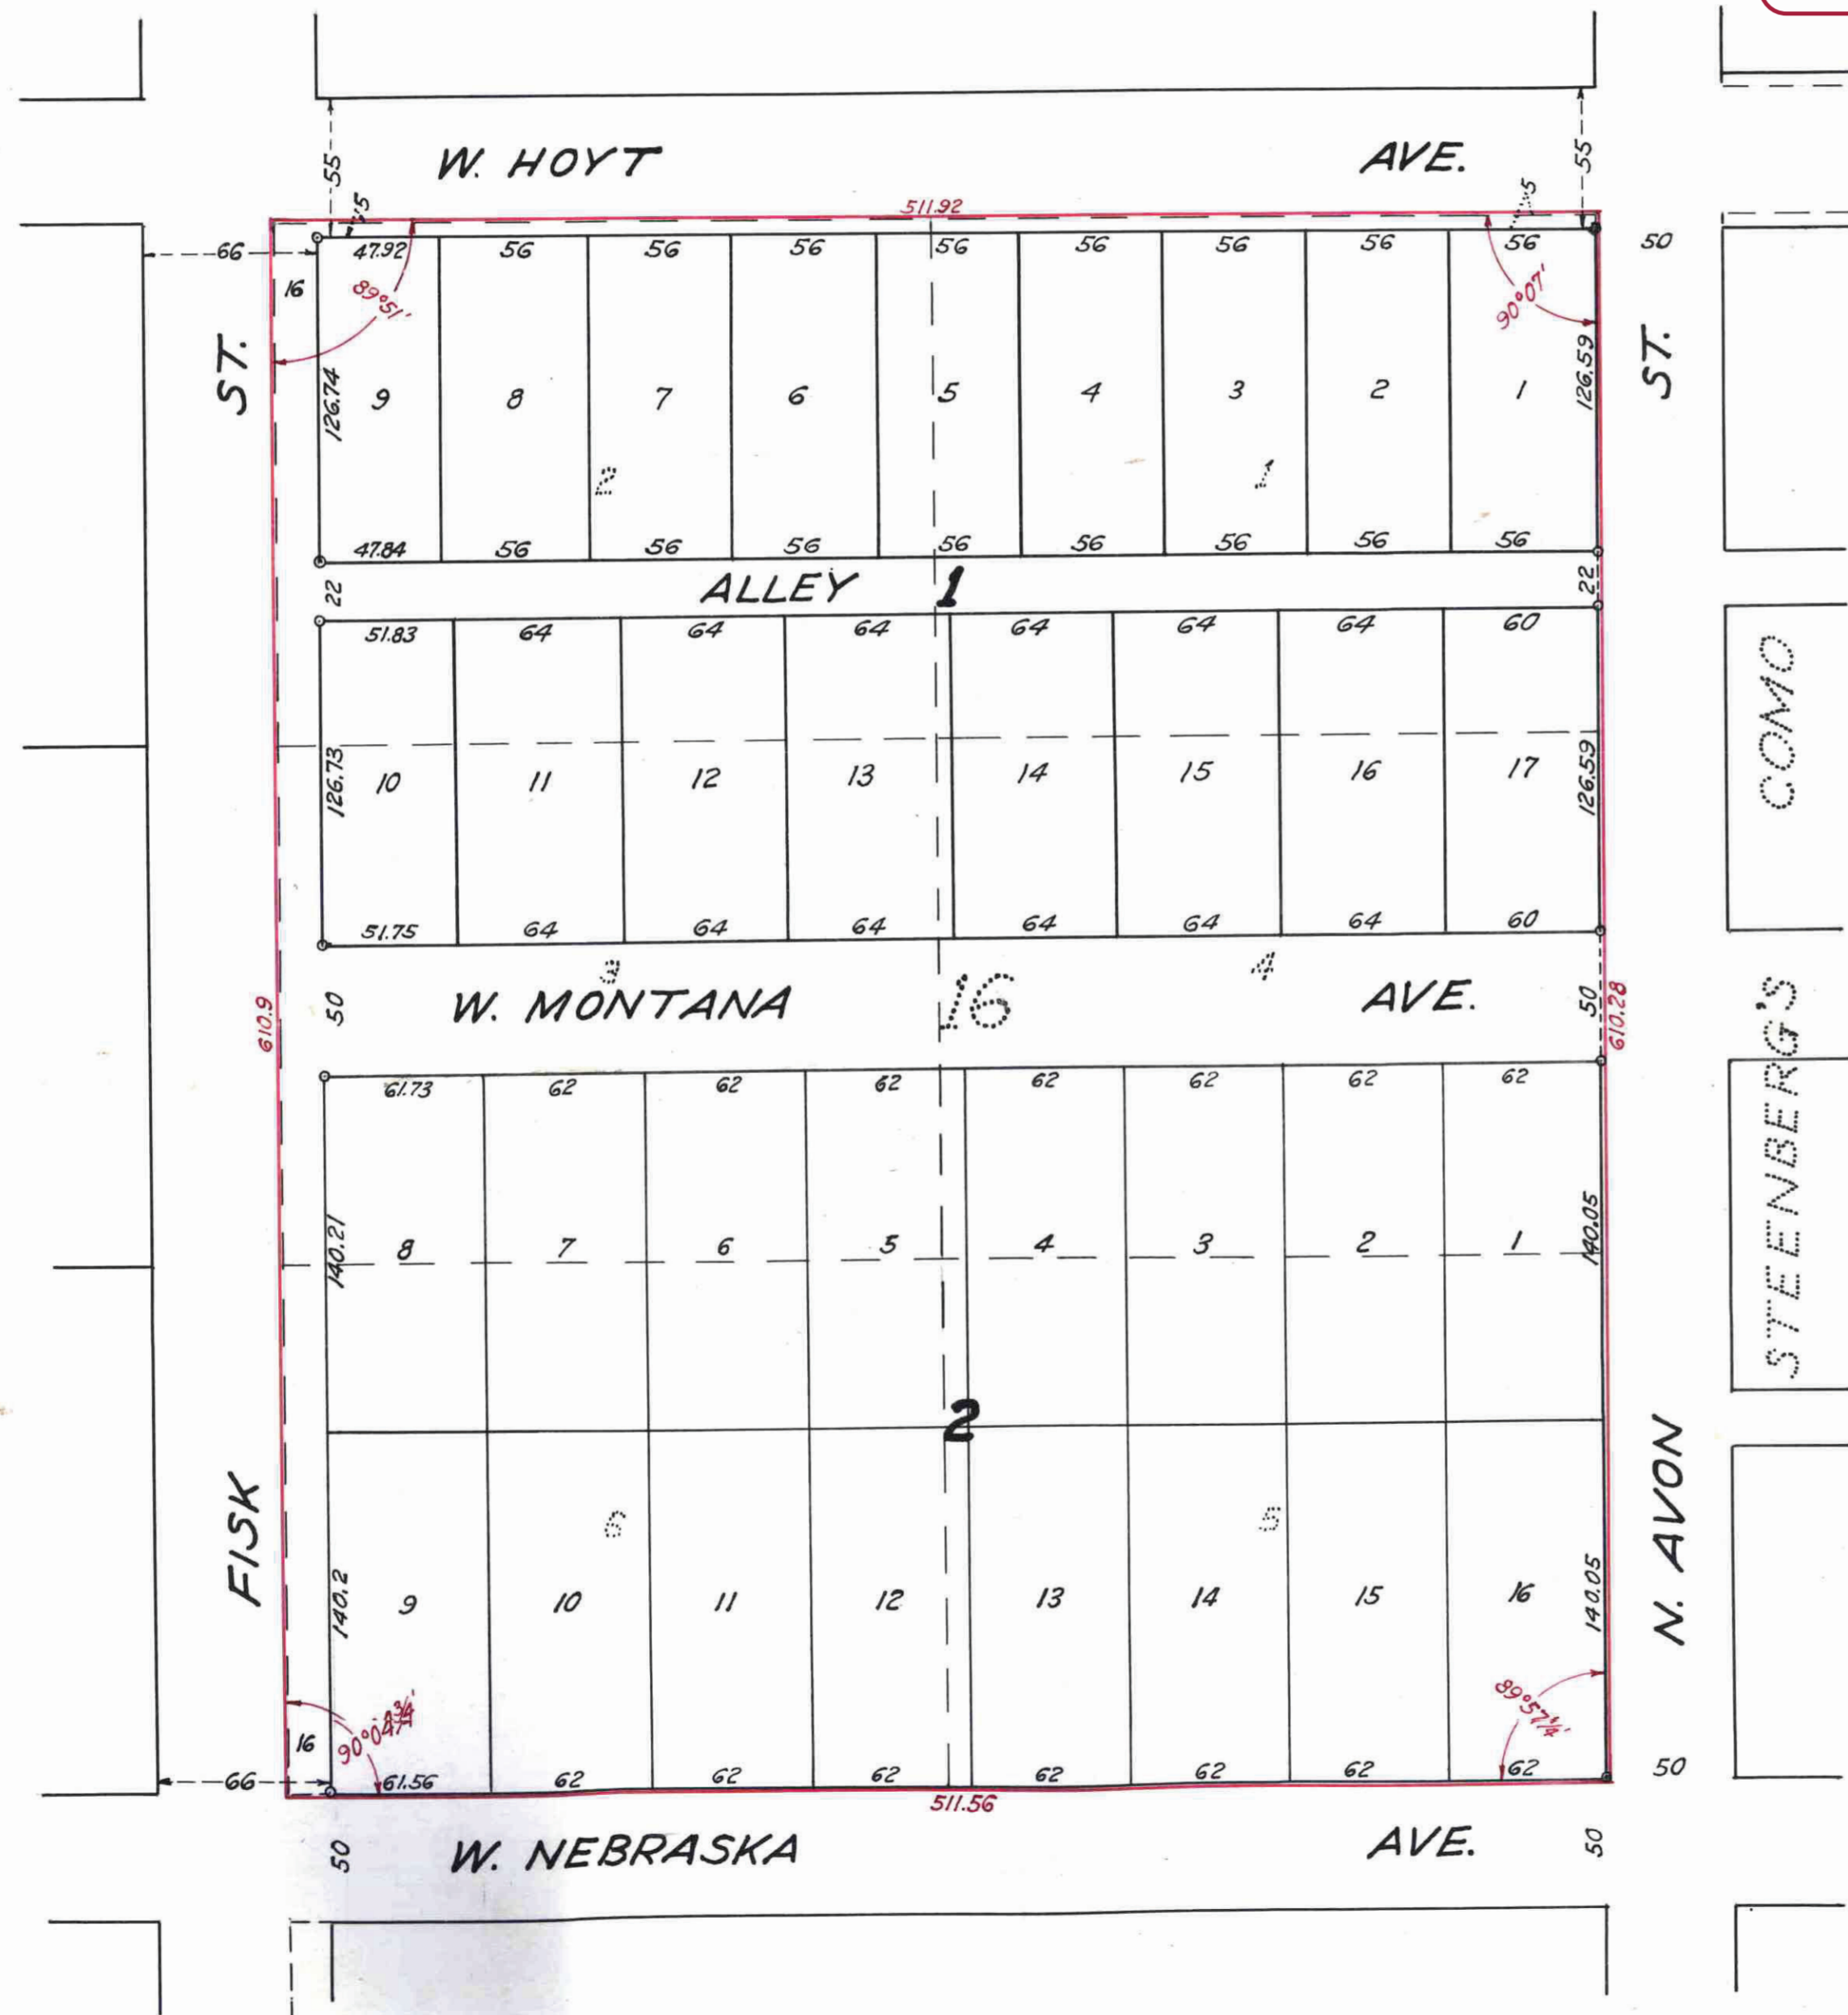 W. HOYT AVE.
55 55
5 5
511.92
66 16 47.92 56 56 56 56 56 56 56 56 50
89°51' 90°07'
ST. ST.
126.74 126.59
9 8 7 6 5 4 3 2 1
2 1
47.84 56 56 56 56 56 56 56 56
22 ALLEY 1 22
51.83 64 64 64 64 64 64 60
126.73 126.59
10 11 12 13 14 15 16 17
51.75 64 64 64 64 64 64 60
3 4
610.9 50 W. MONTANA 16 AVE. 50 610.28
61.73 62 62 62 62 62 62 62
140.21 140.05
8 7 6 5 4 3 2 1
2
5
140.2 140.05
9 10 11 12 13 14 15 16
FISK N. AVON
STEENBERG'S COMO
90°04¾' 89°57¼'
16
66 61.56 62 62 62 62 62 62 62 50
511.56
50 W. NEBRASKA AVE. 50